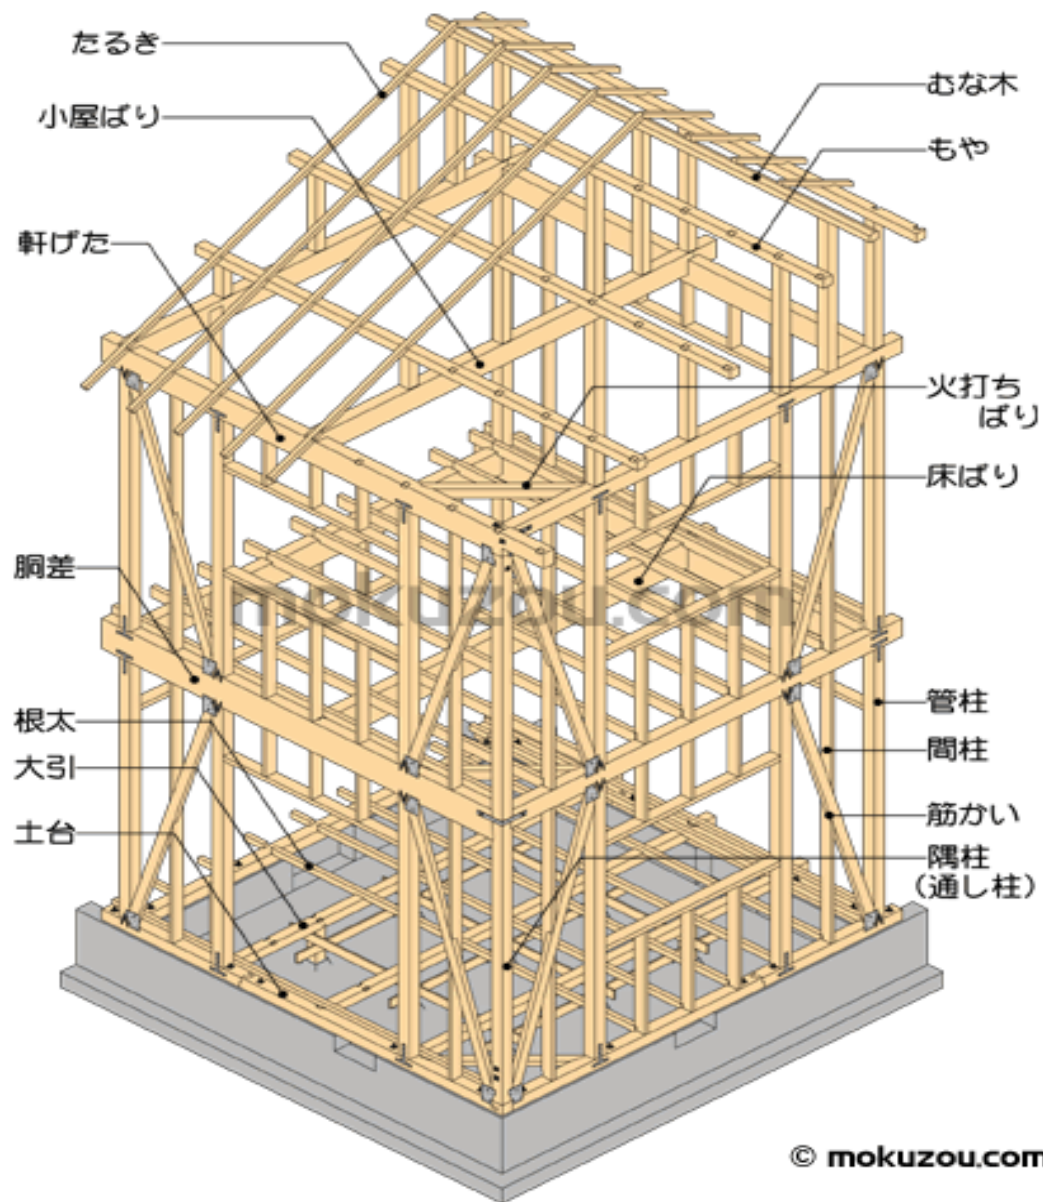 たるき
小屋ばり
軒げた
胴差
根太
大引
土台
むな木
もや
火打ち
ばり
床ばり
管柱
間柱
筋かい
隅柱
(通し柱)
mokuzou.com
© mokuzou.com